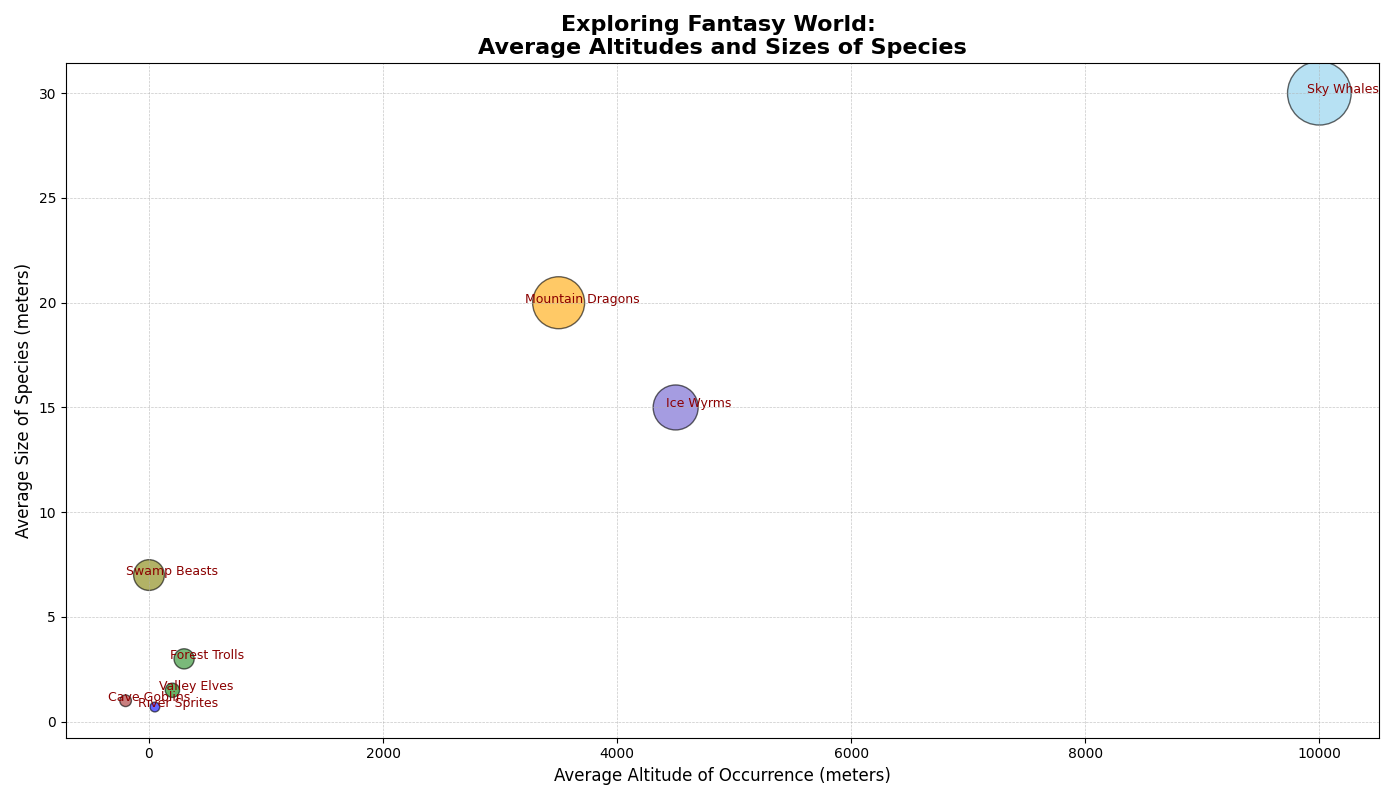 Exploring Fantasy World:
Average Altitudes and Sizes of Species
Average Size of Species (meters)
30
25
20
15
10
5
0
Sky Whales
Mountain Dragons
Ice Wyrms
Swamp Beasts
Forest Trolls
Valley Elves
Cave Goblins
River Sprites
0
2000
4000
6000
8000
10000
Average Altitude of Occurrence (meters)